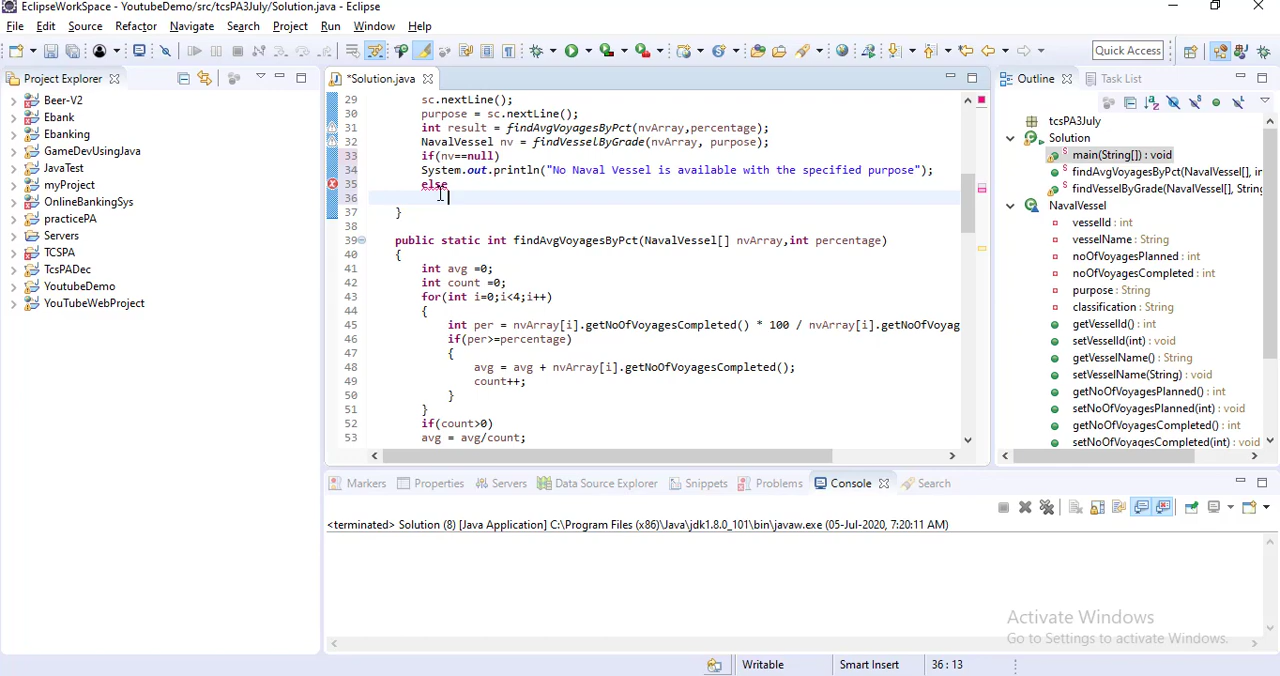 EclipseWorkSpace - YoutubeDemo/src/tcsPA3July/Solution.java - Eclipse
File Edit Source Refactor Navigate Search Project Run Window Help
Quick Access
Project Explorer
Beer-V2
Ebank
Ebanking
GameDevUsingJava
JavaTest
myProject
OnlineBankingSys
practicePA
Servers
TCSPA
TcsPADec
YoutubeDemo
YouTubeWebProject
*Solution.java
29 sc.nextLine();
30 purpose = sc.nextLine();
31 int result = findAvgVoyagesByPct(nvArray,percentage);
32 NavalVessel nv = findVesselByGrade(nvArray, purpose);
33 if(nv==null)
34 System.out.println("No Naval Vessel is available with the specified purpose");
35 else
36
37 }
38
39 public static int findAvgVoyagesByPct(NavalVessel[] nvArray,int percentage)
40 {
41 int avg =0;
42 int count =0;
43 for(int i=0;i<4;i++)
44 {
45 int per = nvArray[i].getNoOfVoyagesCompleted() * 100 / nvArray[i].getNoOfVoyag
46 if(per>=percentage)
47 {
48 avg = avg + nvArray[i].getNoOfVoyagesCompleted();
49 count++;
50 }
51 }
52 if(count>0)
53 avg = avg/count;
Outline Task List
tcsPA3July
Solution
main(String[]) : void
findAvgVoyagesByPct(NavalVessel[], in
findVesselByGrade(NavalVessel[], String
NavalVessel
vesselId : int
vesselName : String
noOfVoyagesPlanned : int
noOfVoyagesCompleted : int
purpose : String
classification : String
getVesselId() : int
setVesselId(int) : void
getVesselName() : String
setVesselName(String) : void
getNoOfVoyagesPlanned() : int
setNoOfVoyagesPlanned(int) : void
getNoOfVoyagesCompleted() : int
setNoOfVoyagesCompleted(int) : void
Markers Properties Servers Data Source Explorer Snippets Problems Console Search
<terminated> Solution (8) [Java Application] C:\Program Files (x86)\Java\jdk1.8.0_101\bin\javaw.exe (05-Jul-2020, 7:20:11 AM)
Activate Windows
Go to Settings to activate Windows.
Writable Smart Insert 36 : 13